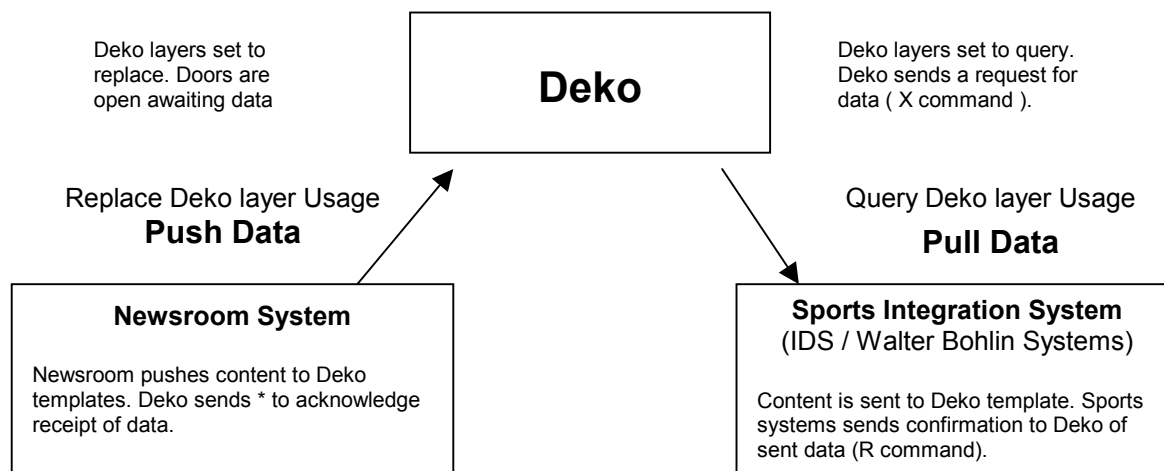 Deko layers set to
replace. Doors are
open awaiting data
Deko
Deko layers set to query.
Deko sends a request for
data ( X command ).
Replace Deko layer Usage
Push Data
Query Deko layer Usage
Pull Data
Newsroom System
Newsroom pushes content to Deko
templates. Deko sends * to acknowledge
receipt of data.
Sports Integration System
(IDS / Walter Bohlin Systems)
Content is sent to Deko template. Sports
systems sends confirmation to Deko of
sent data (R command).